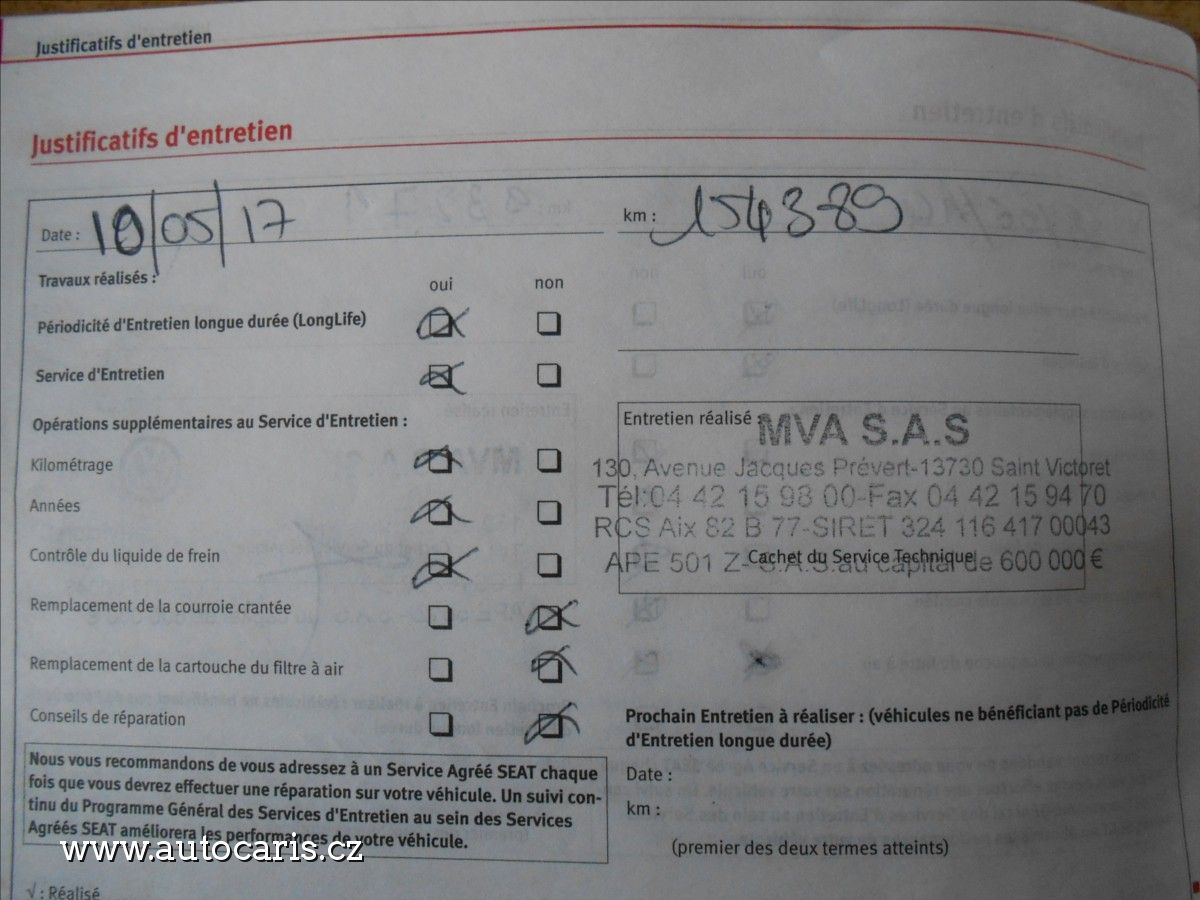 Justificatifs d'entretien
Justificatifs d'entretien
Date : 10/05/17
km : 154389
Travaux réalisés :
oui non
Périodicité d'Entretien longue durée (LongLife)
Service d'Entretien
Opérations supplémentaires au Service d'Entretien :
Kilométrage
Années
Contrôle du liquide de frein
Remplacement de la courroie crantée
Remplacement de la cartouche du filtre à air
Conseils de réparation
Nous vous recommandons de vous adressez à un Service Agréé SEAT chaque
fois que vous devrez effectuer une réparation sur votre véhicule. Un suivi con-
tinu du Programme Général des Services d'Entretien au sein des Services
Agréés SEAT améliorera les performances de votre véhicule.
√ : Réalisé
Entretien réalisé :
MVA S.A.S
130, Avenue Jacques Prévert-13730 Saint Victoret
Tél:04 42 15 98 00-Fax 04 42 15 94 70
RCS Aix 82 B 77-SIRET 324 116 417 00043
APE 501 Z- S.A.S.au capital de 600 000 €
Cachet du Service Technique
Prochain Entretien à réaliser : (véhicules ne bénéficiant pas de Périodicité
d'Entretien longue durée)
Date :
km :
(premier des deux termes atteints)
www.autocaris.cz